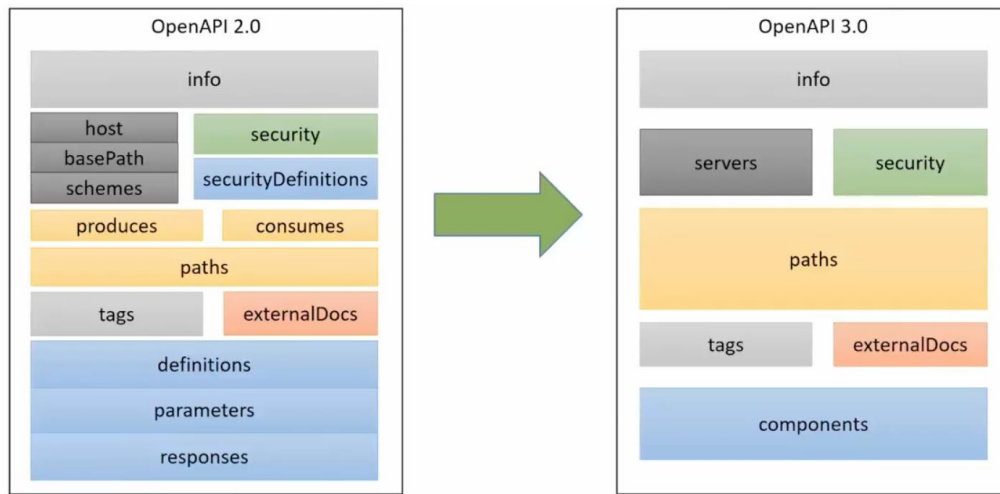 OpenAPI 2.0
info
host
basePath
schemes
security
securityDefinitions
produces
consumes
paths
tags
externalDocs
definitions
parameters
responses
OpenAPI 3.0
info
servers
security
paths
tags
externalDocs
components